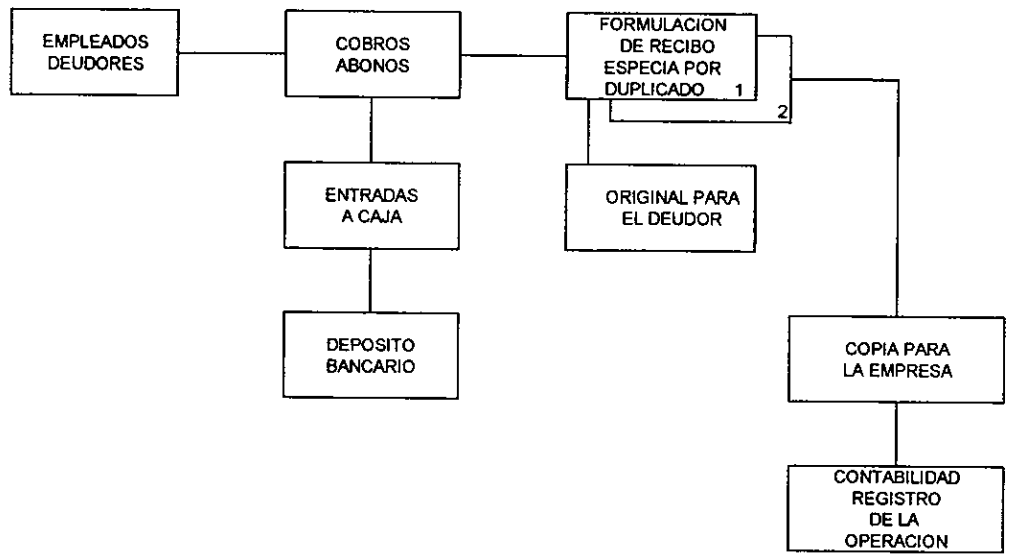 EMPLEADOS
DEUDORES
COBROS
ABONOS
FORMULACION
DE RECIBO
ESPECIA POR
DUPLICADO 1
2
ENTRADAS
A CAJA
ORIGINAL PARA
EL DEUDOR
DEPOSITO
BANCARIO
COPIA PARA
LA EMPRESA
CONTABILIDAD
REGISTRO
DE LA
OPERACION